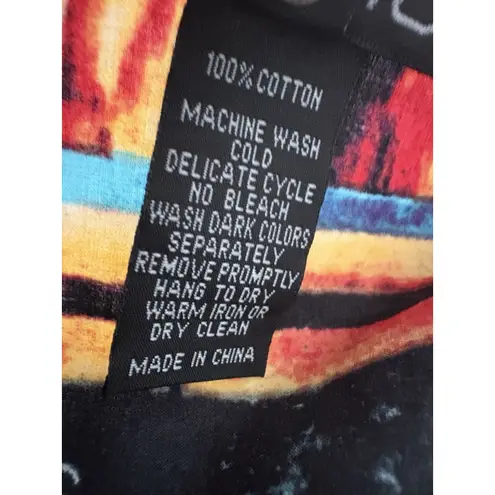 100% COTTON
MACHINE WASH
COLD
DELICATE CYCLE
NO BLEACH
WASH DARK COLORS
SEPARATELY
REMOVE PROMPTLY
HANG TO DRY
WARM IRON OR
DRY CLEAN
MADE IN CHINA